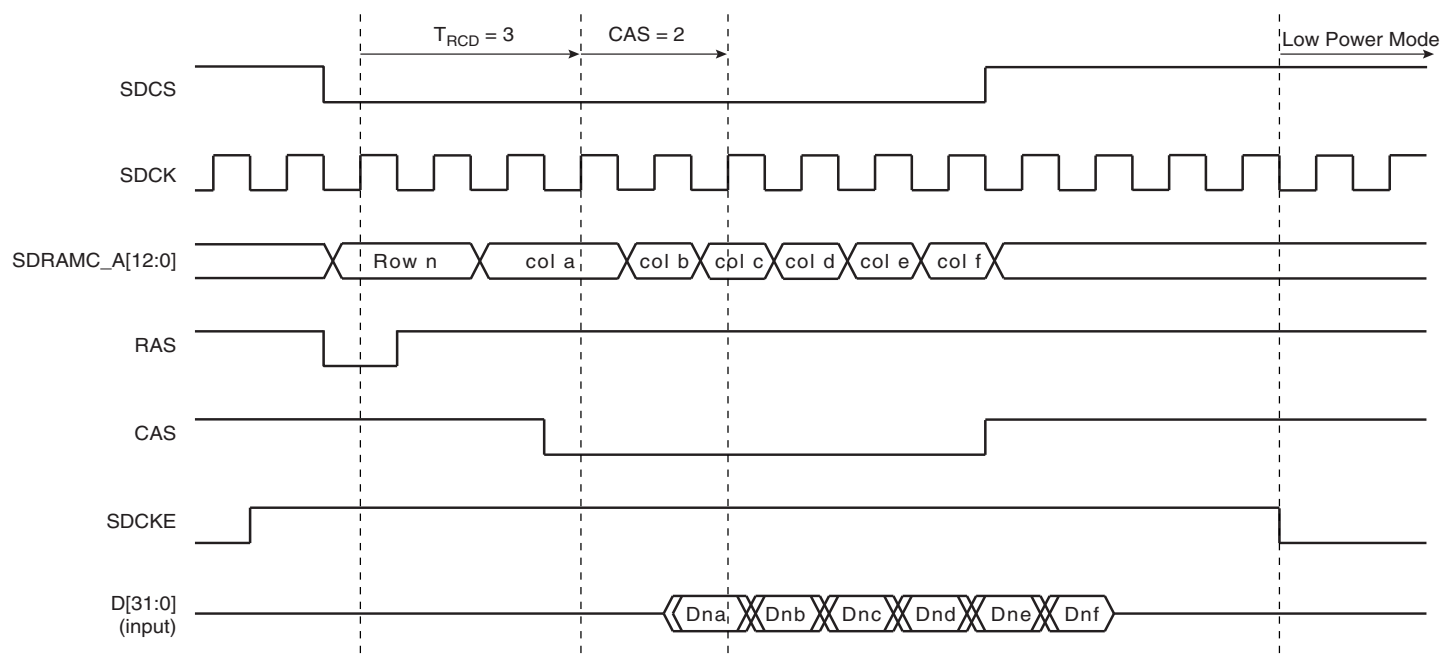 T_RCD = 3
CAS = 2
Low Power Mode
SDCS
SDCK
SDRAMC_A[12:0]
Row n
col a
col b
col c
col d
col e
col f
RAS
CAS
SDCKE
D[31:0]
(input)
Dna
Dnb
Dnc
Dnd
Dne
Dnf